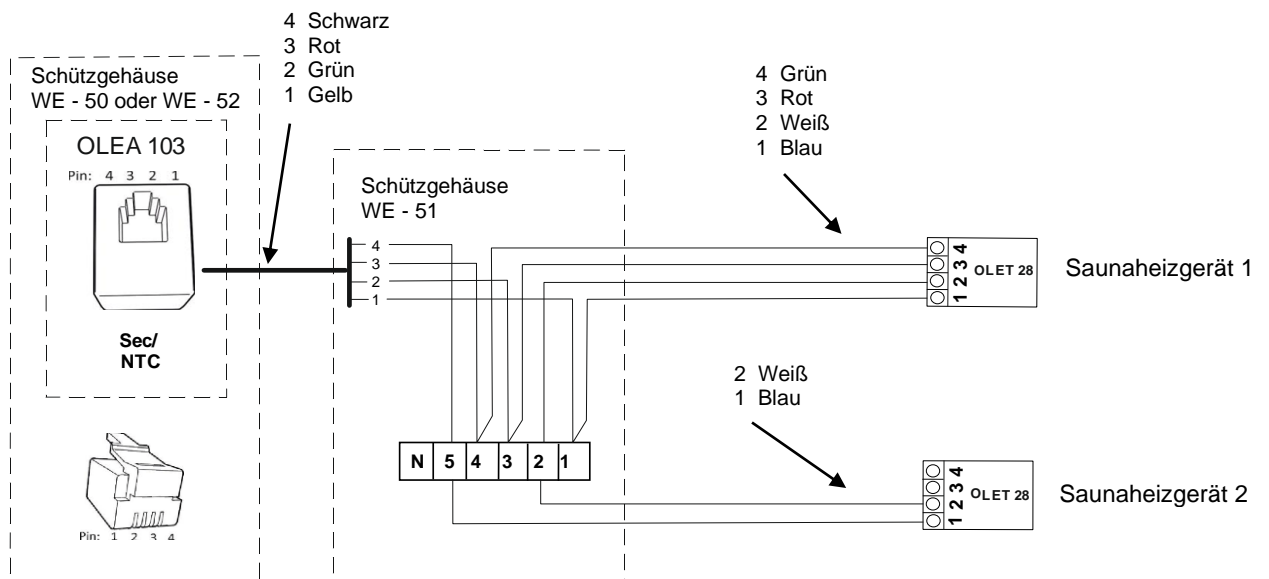 4 Schwarz
3 Rot
2 Grün
1 Gelb
Schützgehäuse
WE - 50 oder WE - 52
OLEA 103
Pin: 4 3 2 1
Sec/
NTC
Pin: 1 2 3 4
Schützgehäuse
WE - 51
4
3
2
1
N 5 4 3 2 1
4 Grün
3 Rot
2 Weiß
1 Blau
1 2 3 4
OLET 28
Saunaheizgerät 1
2 Weiß
1 Blau
1 2 3 4
OLET 28
Saunaheizgerät 2